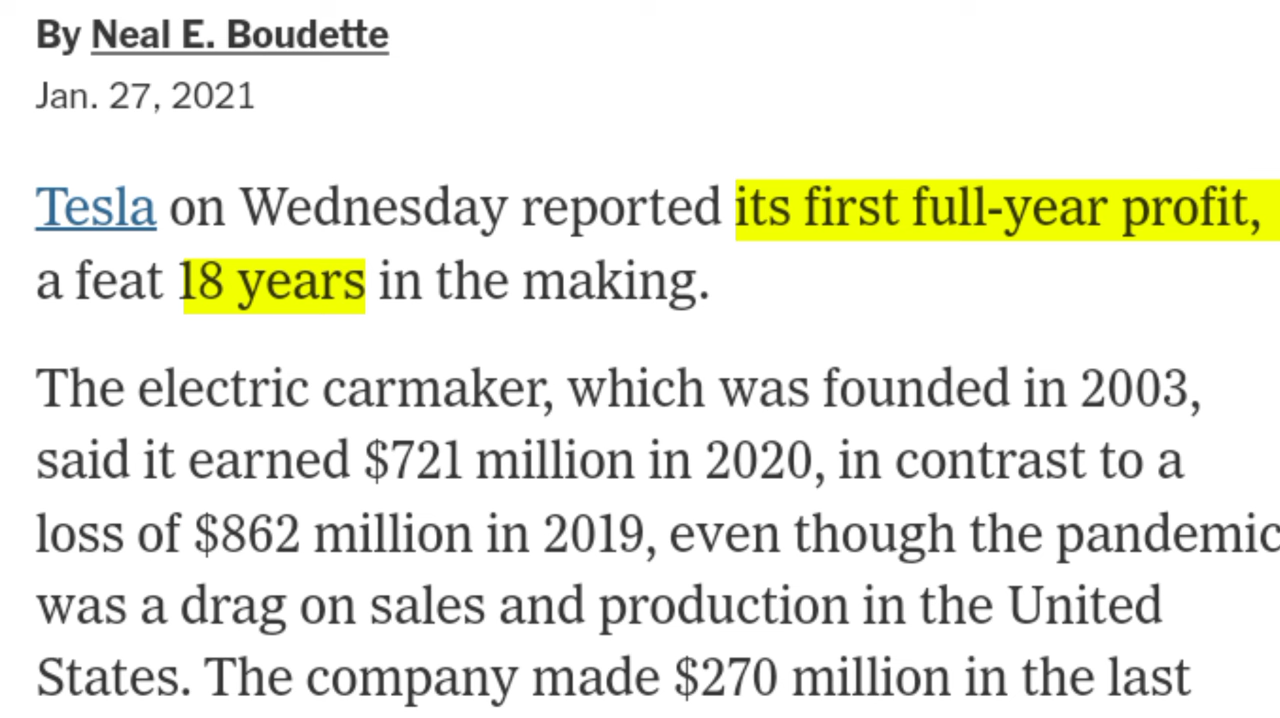 By Neal E. Boudette
Jan. 27, 2021
Tesla on Wednesday reported its first full-year profit,
a feat 18 years in the making.
The electric carmaker, which was founded in 2003,
said it earned $721 million in 2020, in contrast to a
loss of $862 million in 2019, even though the pandemic
was a drag on sales and production in the United
States. The company made $270 million in the last